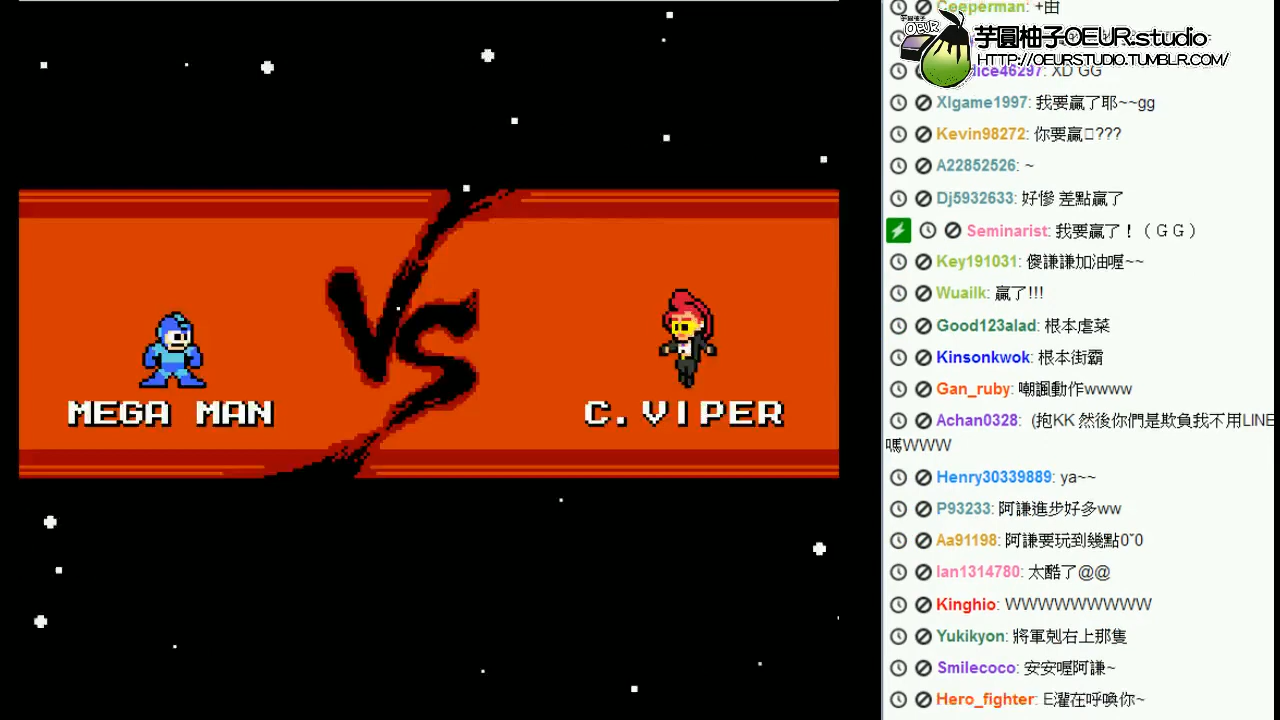 MEGA MAN
VS
C.VIPER
芋圓柚子OEUR.studio
HTTP://OEURSTUDIO.TUMBLR.COM/
Ceeperman: +由
XD GG
Xlgame1997: 我要贏了耶~~gg
Kevin98272: 你要贏???
A22852526: ~
Dj5932633: 好慘 差點贏了
Seminarist: 我要贏了！（ＧＧ）
Key191031: 傻謙謙加油喔~~
Wuailk: 贏了!!!
Good123alad: 根本虐菜
Kinsonkwok: 根本街霸
Gan_ruby: 嘲諷動作wwww
Achan0328: (抱KK 然後你們是欺負我不用LINE
嗎WWW
Henry30339889: ya~~
P93233: 阿謙進步好多ww
Aa91198: 阿謙要玩到幾點0ˇ0
Ian1314780: 太酷了@@
Kinghio: WWWWWWWWW
Yukikyon: 將軍剋右上那隻
Smilecoco: 安安喔阿謙~
Hero_fighter: E灌在呼喚你~